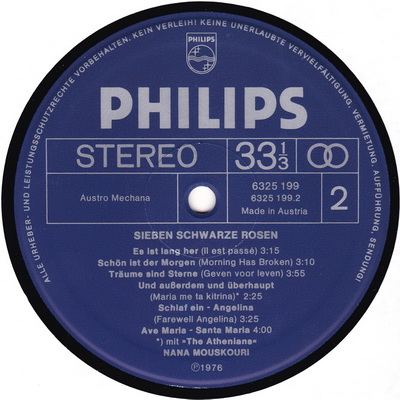 ALLE URHEBER- UND LEISTUNGSSCHUTZRECHTE VORBEHALTEN. KEIN VERLEIH! KEINE UNERLAUBTE VERVIELFÄLTIGUNG, VERMIETUNG, AUFFÜHRUNG, SENDUNG!
PHILIPS
PHILIPS
STEREO 33 1/3
Austro Mechana
6325 199
6325 199.2
Made in Austria
2
SIEBEN SCHWARZE ROSEN
Es ist lang her (Il est passé) 3:15
Schön ist der Morgen (Morning Has Broken) 3:10
Träume sind Sterne (Geven voor leven) 3:55
Und außerdem und überhaupt
(Maria me ta kitrina)* 2:25
Schlaf ein - Angelina
(Farewell Angelina) 2:25
Ave Maria - Santa Maria 4:00
*) mit »The Athenians«
NANA MOUSKOURI
Ⓟ1976